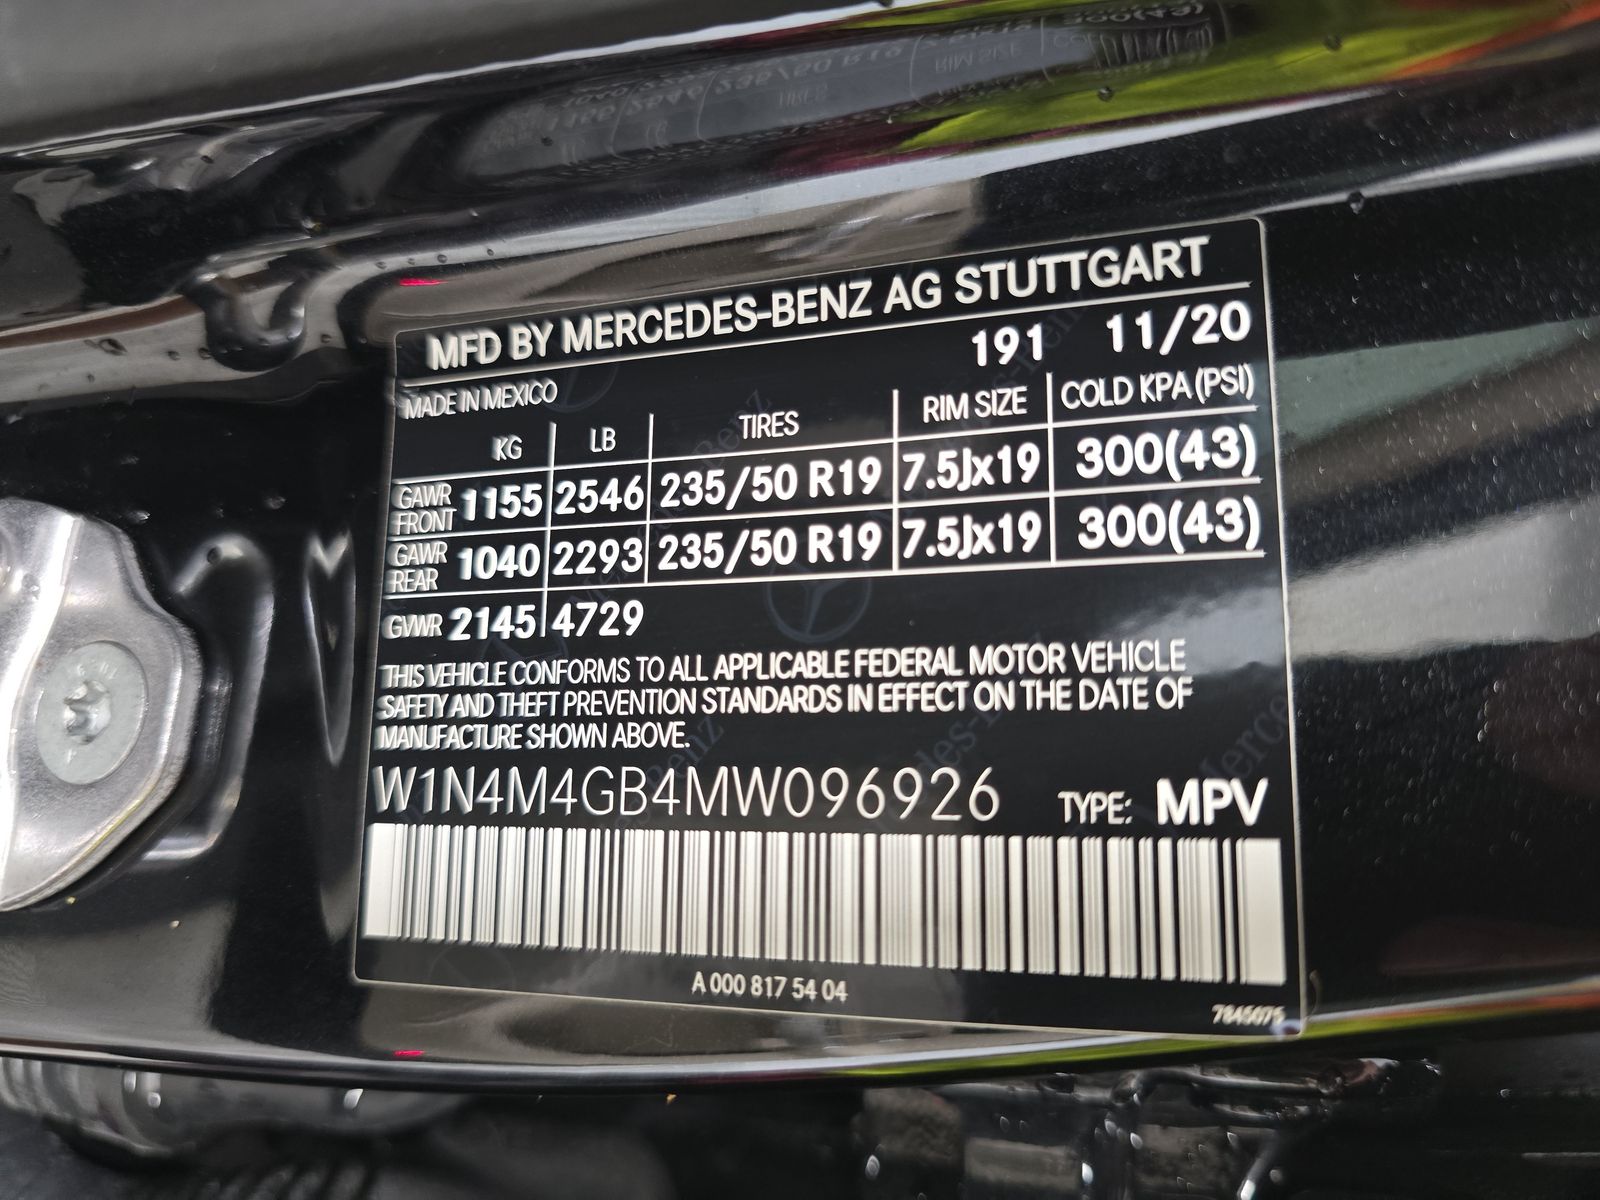 MFD BY MERCEDES-BENZ AG STUTTGART
191 11/20
MADE IN MEXICO
KG LB TIRES RIM SIZE COLD KPA (PSI)
GAWR FRONT 1155 2546 235/50 R19 7.5Jx19 300(43)
GAWR REAR 1040 2293 235/50 R19 7.5Jx19 300(43)
GVWR 2145 4729
THIS VEHICLE CONFORMS TO ALL APPLICABLE FEDERAL MOTOR VEHICLE
SAFETY AND THEFT PREVENTION STANDARDS IN EFFECT ON THE DATE OF
MANUFACTURE SHOWN ABOVE.
W1N4M4GB4MW096926 TYPE: MPV
A 000 817 54 04
7845075